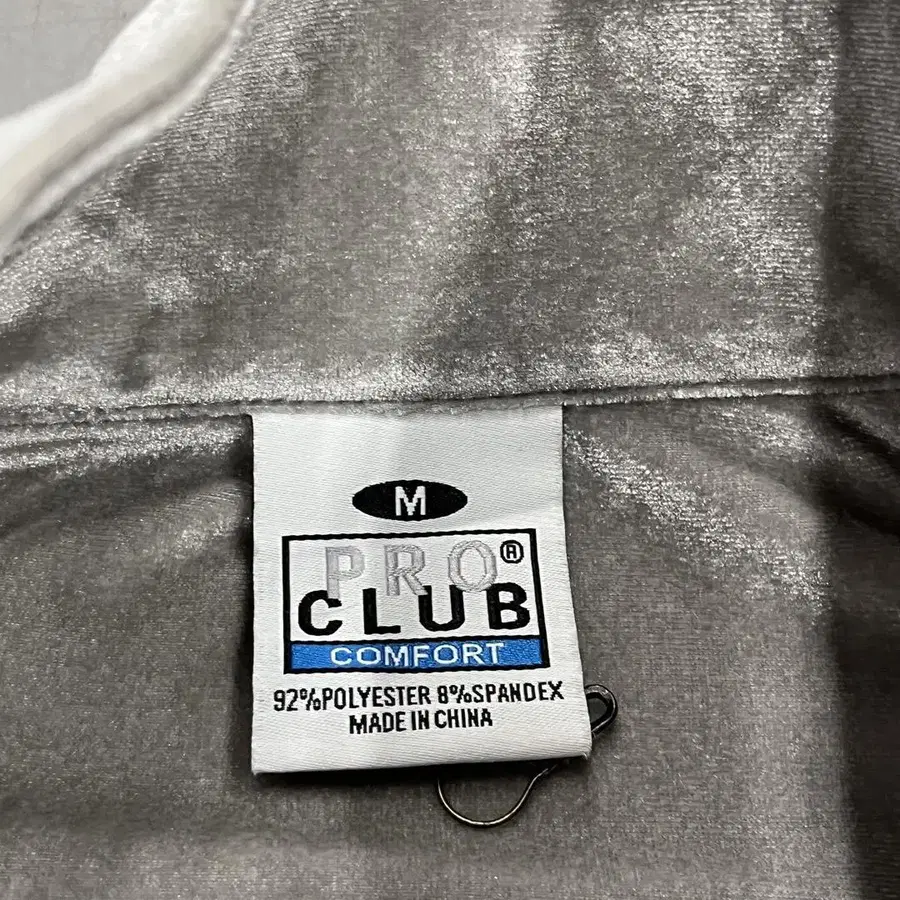 M
PRO®
CLUB
COMFORT
92%POLYESTER 8%SPANDEX
MADE IN CHINA